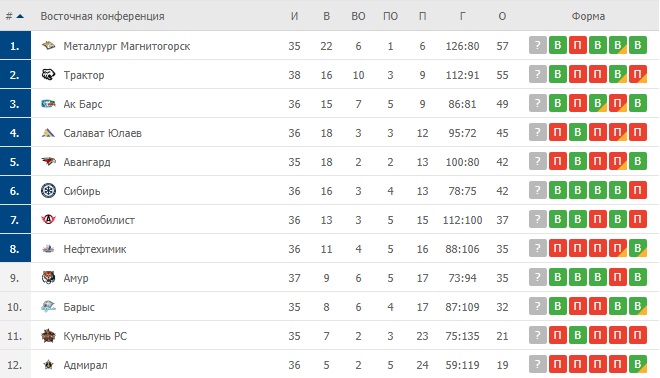 # Восточная конференция И В ВО ПО П Г О Форма
1. Металлург Магнитогорск 35 22 6 1 6 126:80 57 ? В П В В В
2. Трактор 38 16 10 3 9 112:91 55 ? В П П В П
3. Ак Барс 36 15 7 5 9 86:81 49 ? В П В П В
4. Салават Юлаев 36 18 3 3 12 95:72 45 ? П В П П П
5. Авангард 35 18 2 2 13 100:80 42 ? П В П П В
6. Сибирь 36 16 3 4 13 78:75 42 ? В В В В П
7. Автомобилист 36 13 3 5 15 112:100 37 ? В В П В П
8. Нефтехимик 36 11 4 5 16 88:106 35 ? П П П П В
9. Амур 37 9 6 5 17 73:94 35 ? В В В П В
10. Барыс 35 8 6 4 17 87:109 32 ? В П П В В
11. Куньлунь РС 35 7 2 3 23 75:135 21 ? П В П П П
12. Адмирал 36 5 2 5 24 59:119 19 ? П П П П В